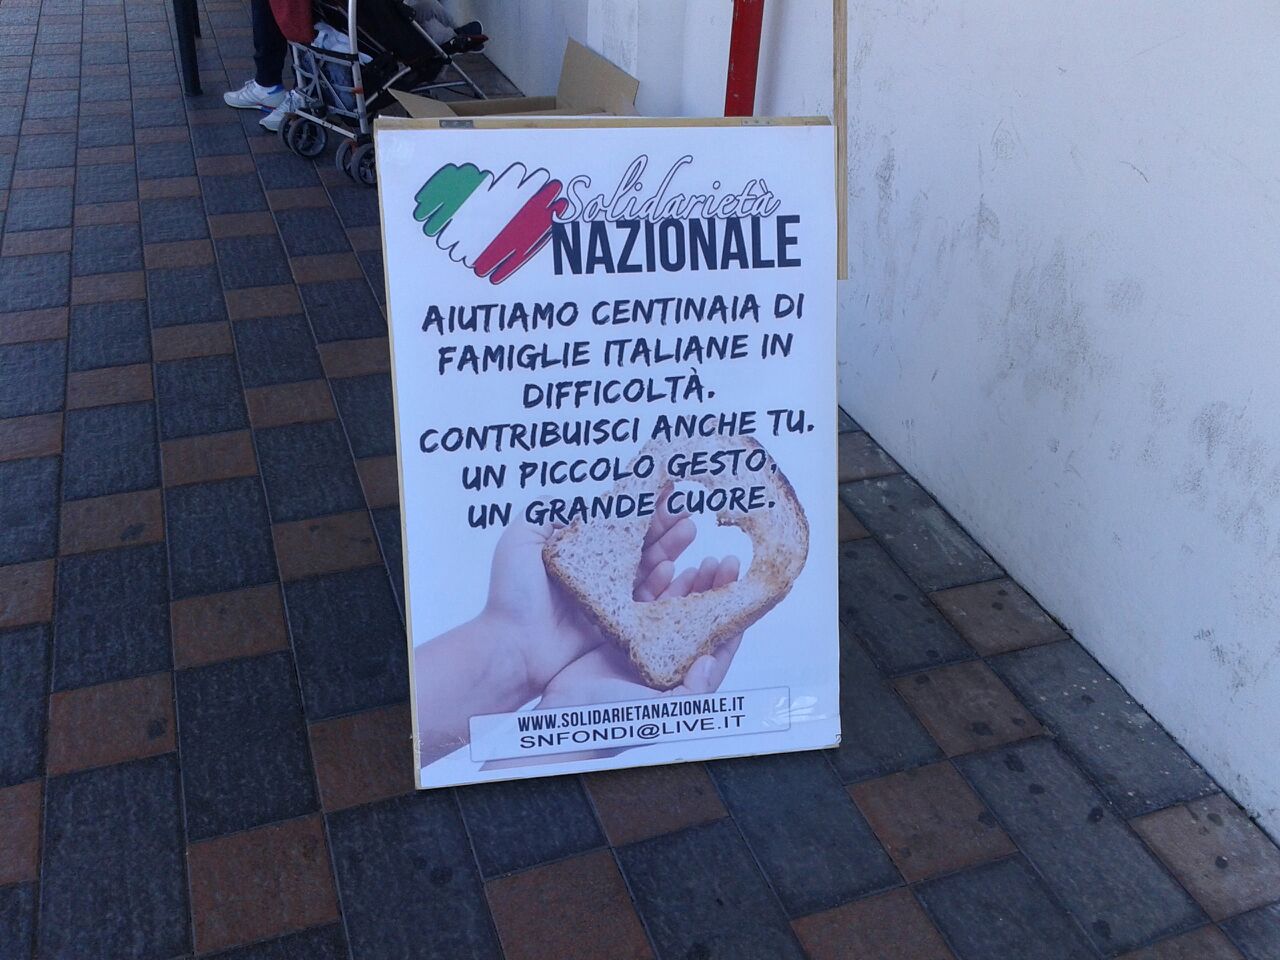 Solidarietà
NAZIONALE
AIUTIAMO CENTINAIA DI
FAMIGLIE ITALIANE IN
DIFFICOLTÀ.
CONTRIBUISCI ANCHE TU.
UN PICCOLO GESTO,
UN GRANDE CUORE.
WWW.SOLIDARIETANAZIONALE.IT
SNFONDI@LIVE.IT